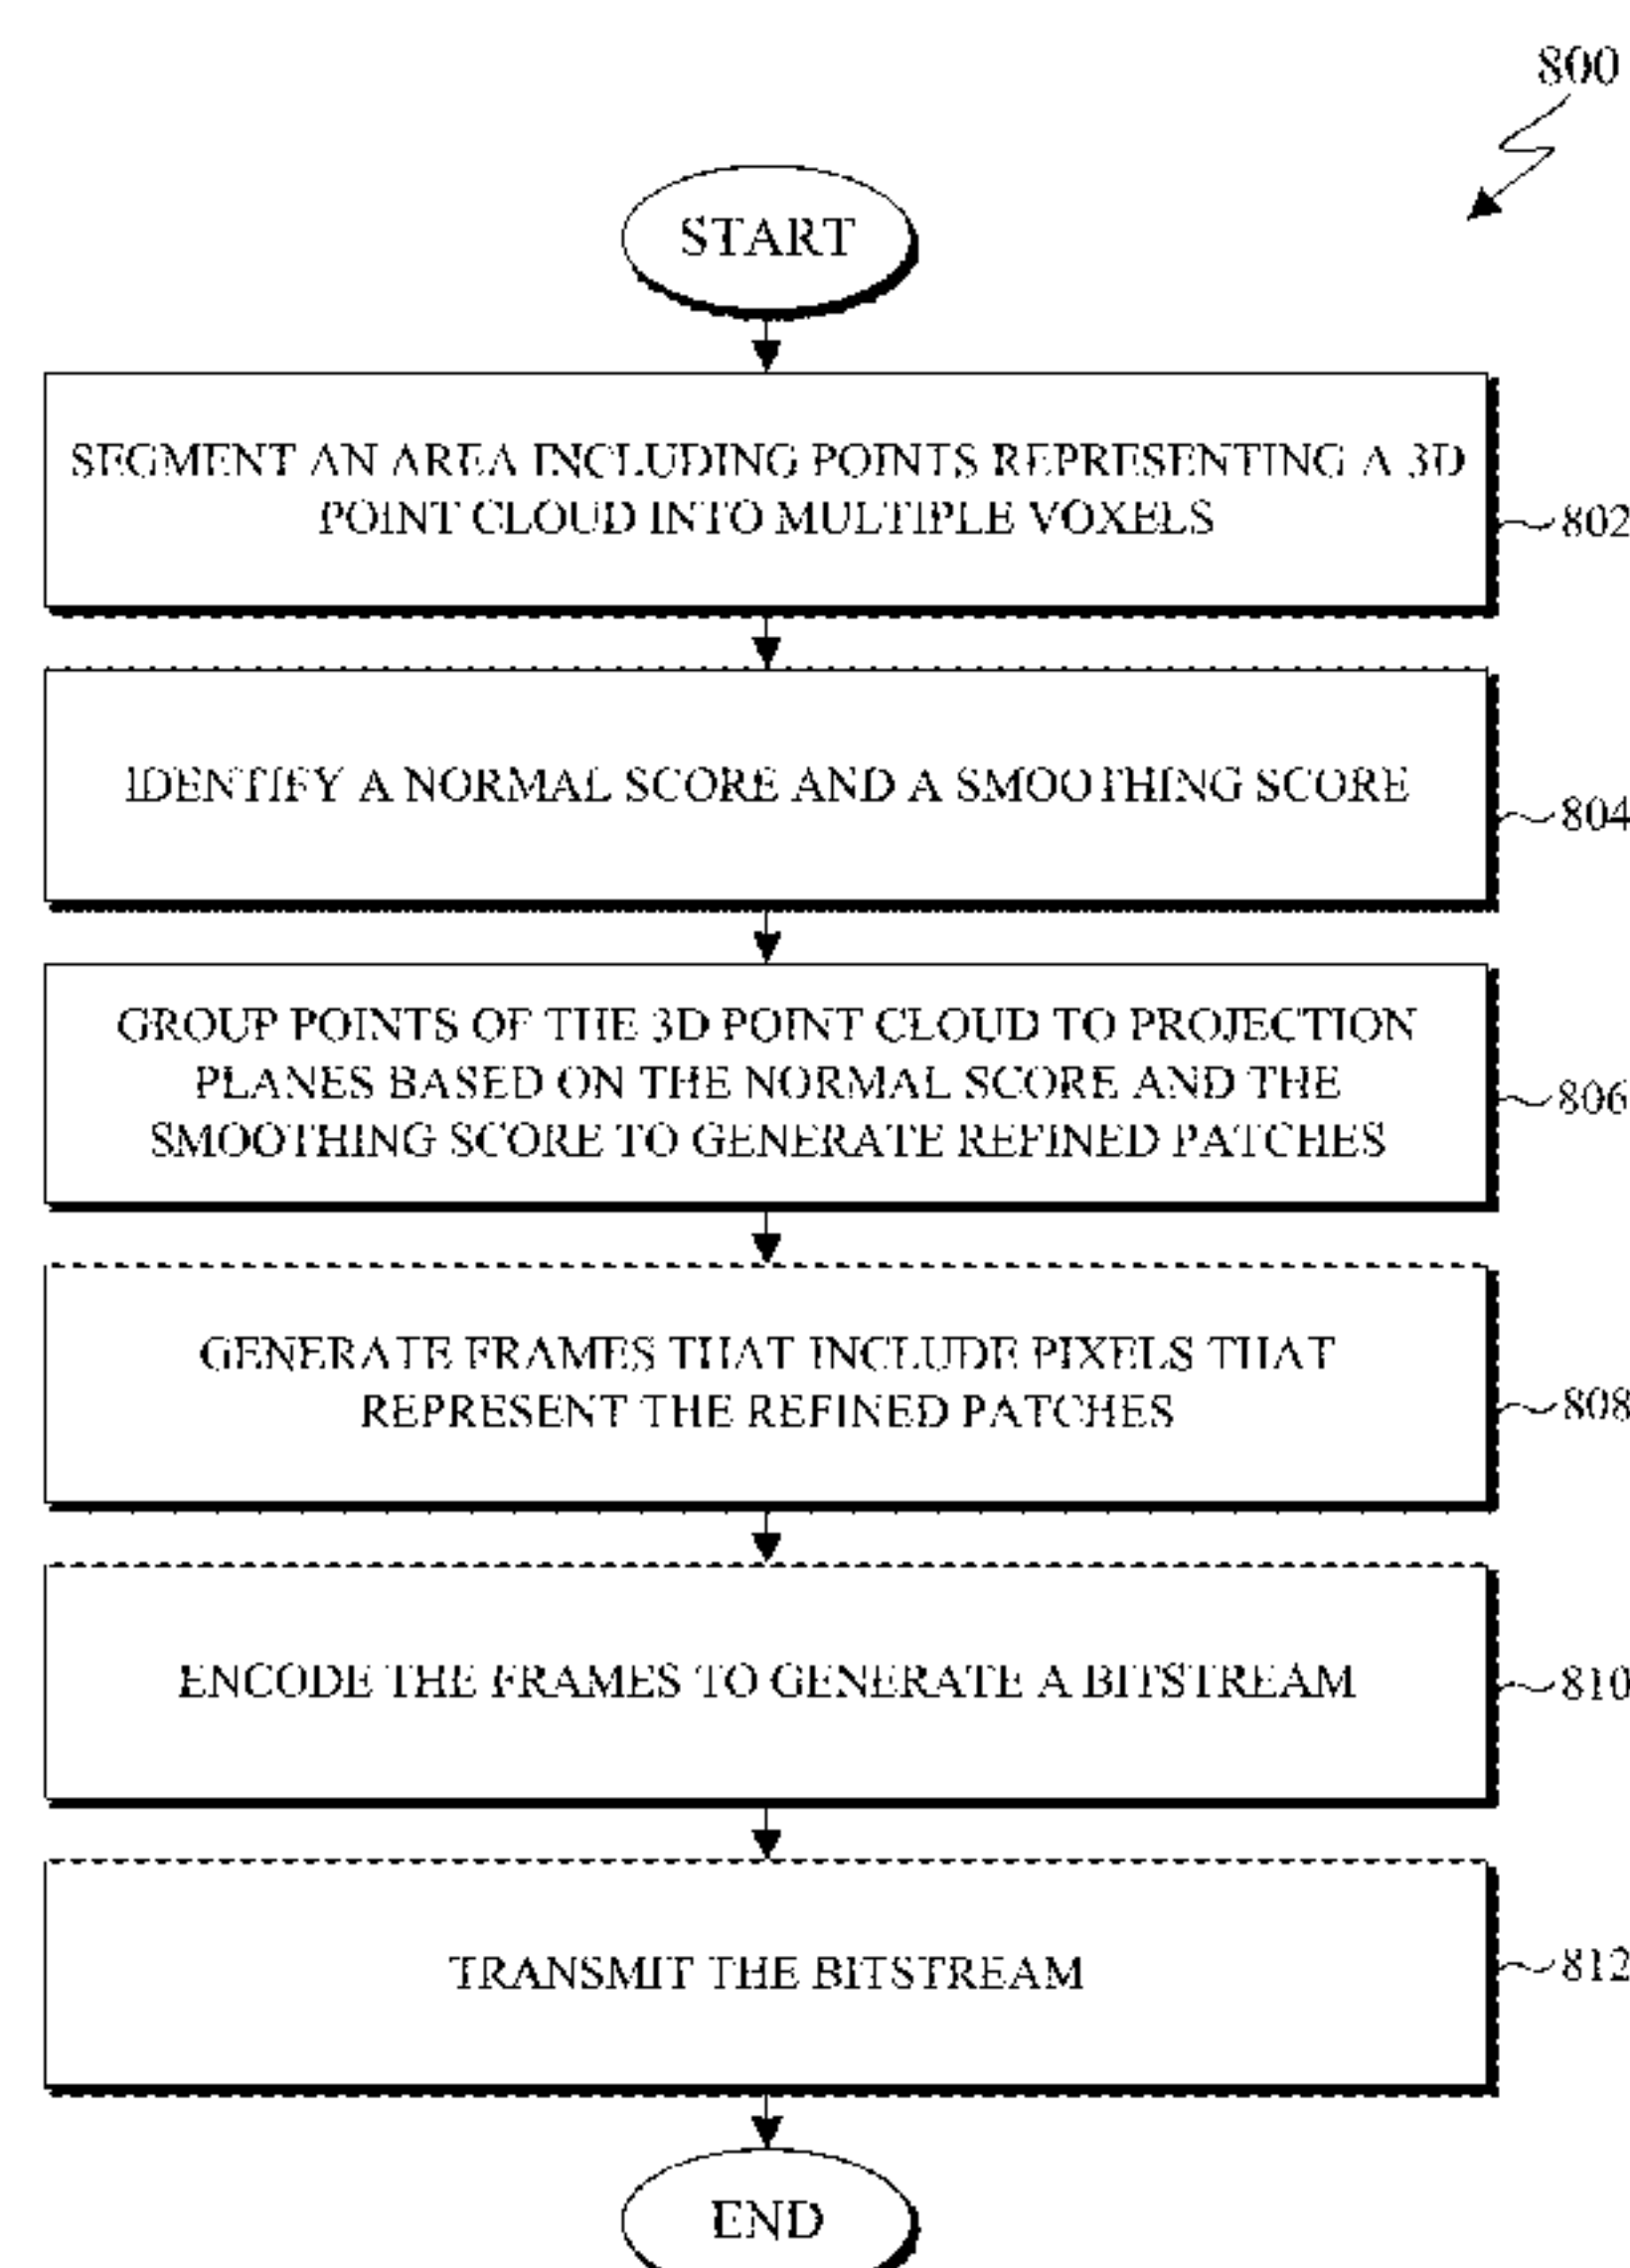 800
START
SEGMENT AN AREA INCLUDING POINTS REPRESENTING A 3D
POINT CLOUD INTO MULTIPLE VOXELS
802
IDENTIFY A NORMAL SCORE AND A SMOOTHING SCORE
804
GROUP POINTS OF THE 3D POINT CLOUD TO PROJECTION
PLANES BASED ON THE NORMAL SCORE AND THE
SMOOTHING SCORE TO GENERATE REFINED PATCHES
806
GENERATE FRAMES THAT INCLUDE PIXELS THAT
REPRESENT THE REFINED PATCHES
808
ENCODE THE FRAMES TO GENERATE A BITSTREAM
810
TRANSMIT THE BITSTREAM
812
END